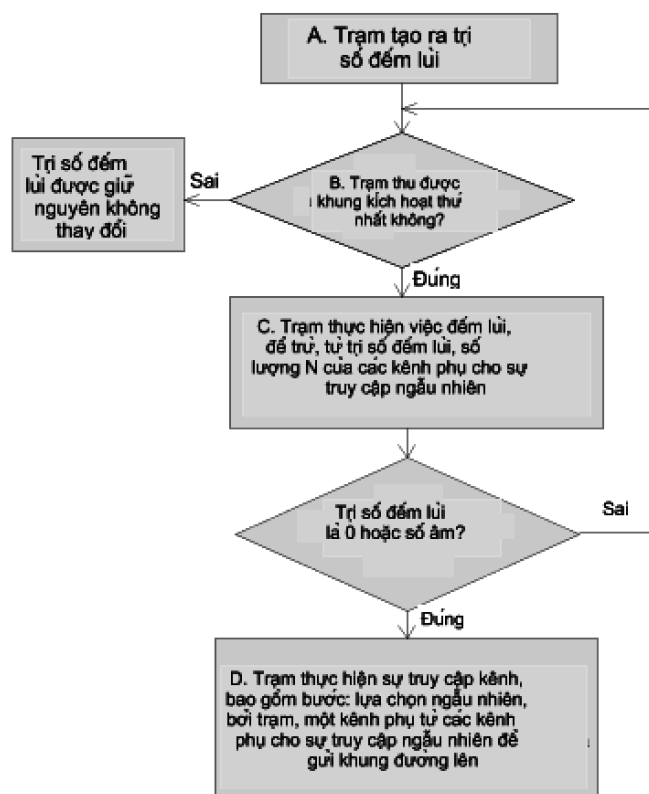 A. Trạm tạo ra trị
số đếm lùi
Trị số đếm
lùi được giữ
nguyên không
thay đổi
Sai
B. Trạm thu được
khung kích hoạt thứ
nhất không?
Đúng
C. Trạm thực hiện việc đếm lùi,
để trừ, từ trị số đếm lùi, số
lượng N của các kênh phụ cho sự
truy cập ngẫu nhiên
Trị số đếm lùi
là 0 hoặc số âm?
Sai
Đúng
D. Trạm thực hiện sự truy cập kênh,
bao gồm bước: lựa chọn ngẫu nhiên,
bởi trạm, một kênh phụ từ các kênh
phụ cho sự truy cập ngẫu nhiên để
gửi khung đường lên